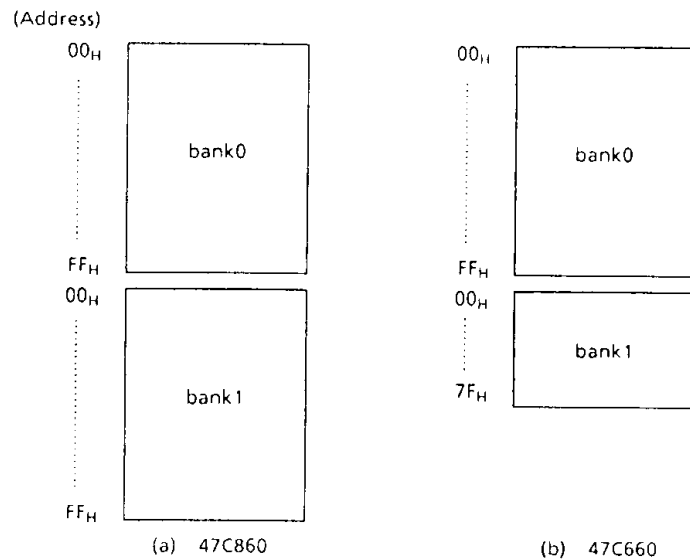 (Address)
00H
bank0
FFH
00H
bank1
FFH
(a) 47C860
00H
bank0
FFH
00H
bank1
7FH
(b) 47C660